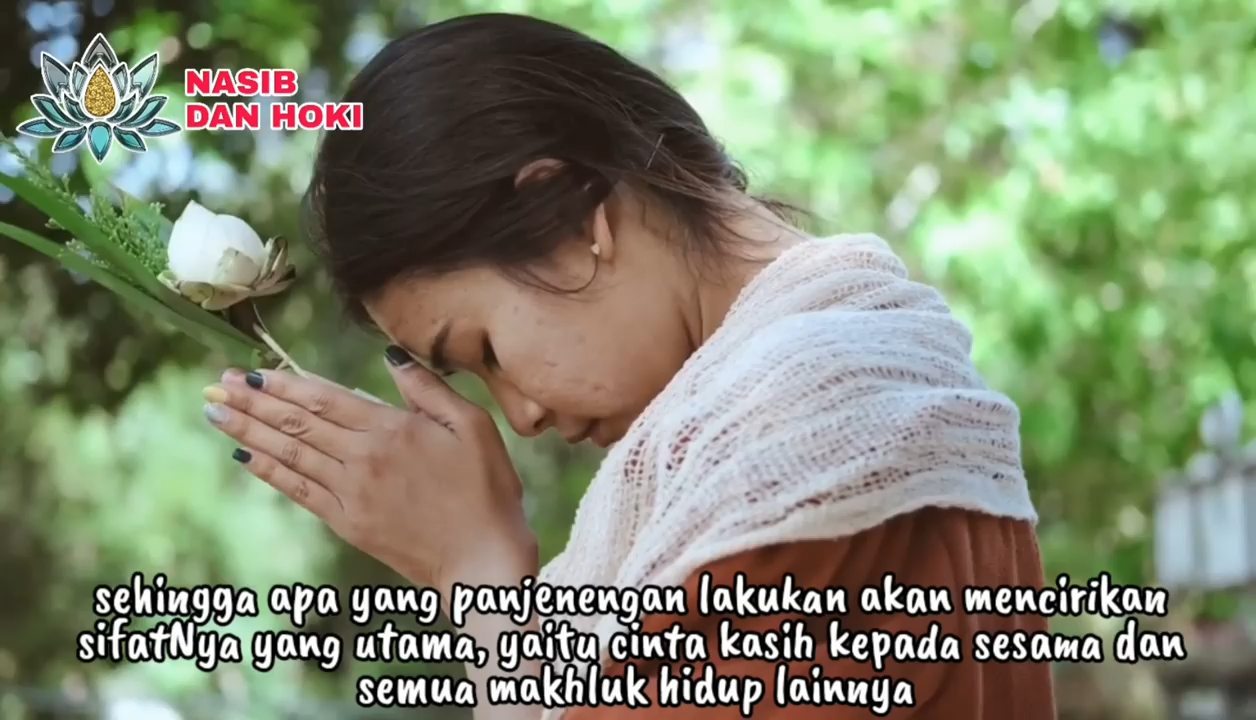 NASIB
DAN HOKI
sehingga apa yang panjenengan lakukan akan mencirikan
sifatNya yang utama, yaitu cinta kasih kepada sesama dan
semua makhluk hidup lainnya